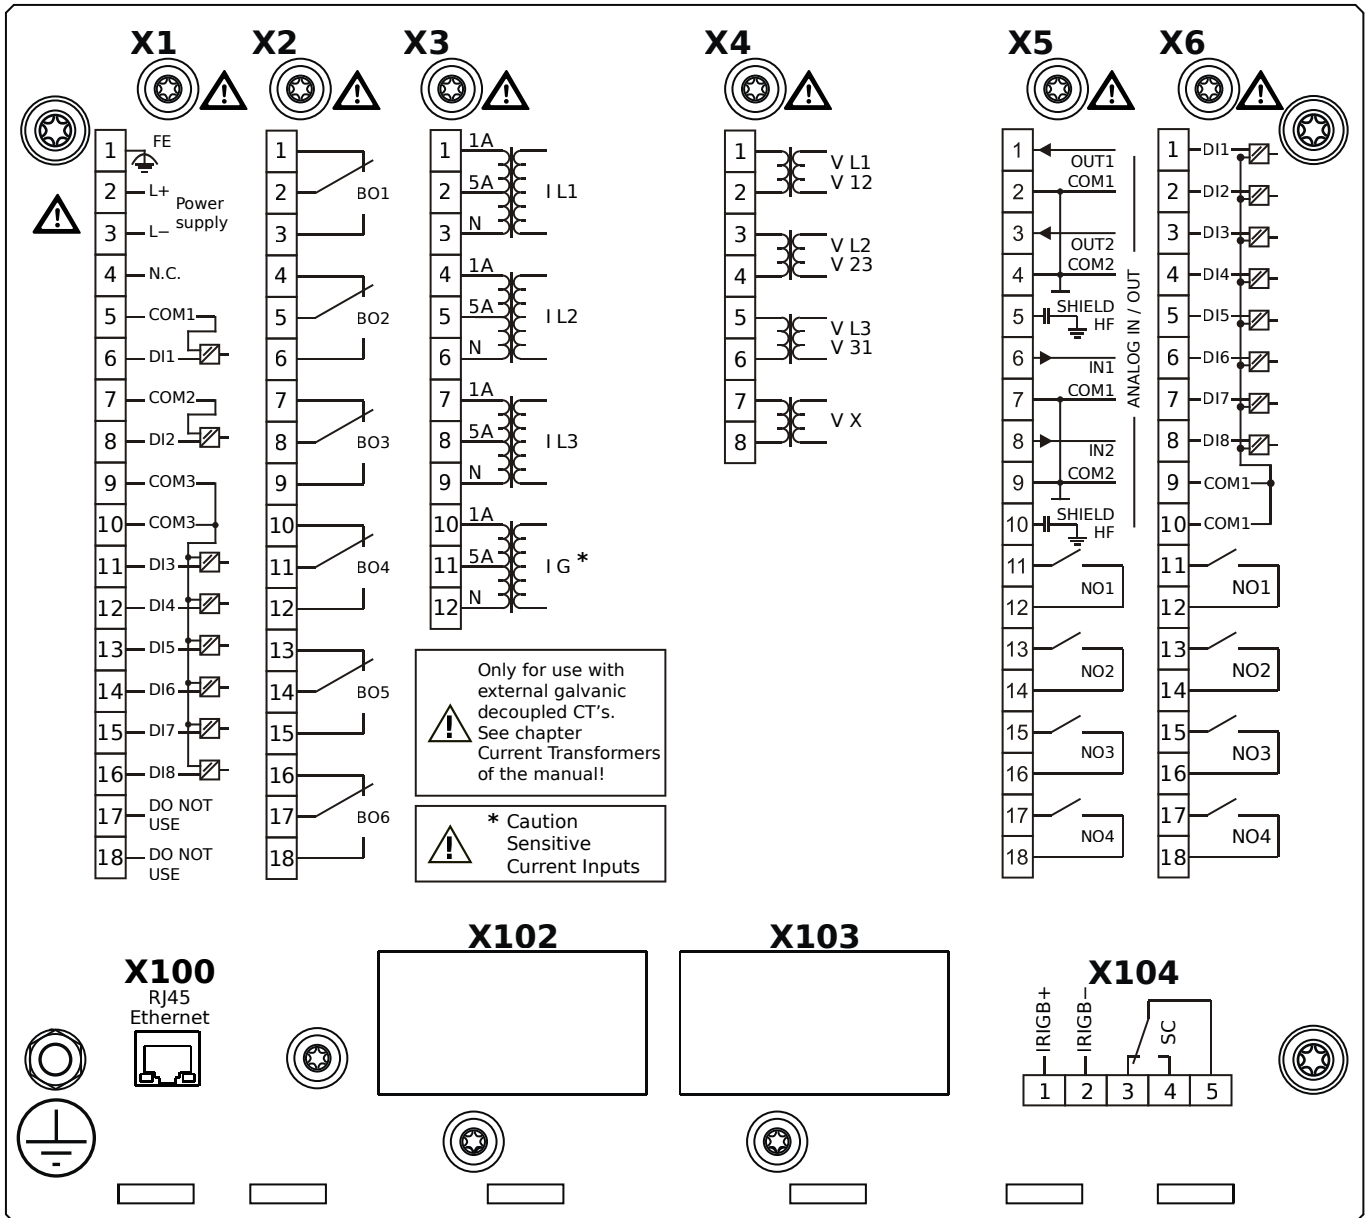 X1
X2
X3
X4
X5
X6
1 FE
2 L+
Power
supply
3 L−
4 N.C.
5 COM1
6 DI1
7 COM2
8 DI2
9 COM3
10 COM3
11 DI3
12 DI4
13 DI5
14 DI6
15 DI7
16 DI8
17 DO NOT
USE
18 DO NOT
USE
1
2 BO1
3
4
5 BO2
6
7
8 BO3
9
10
11 BO4
12
13
14 BO5
15
16
17 BO6
18
1 1A
2 5A I L1
3 N
4 1A
5 5A I L2
6 N
7 1A
8 5A I L3
9 N
10 1A
11 5A I G *
12 N
Only for use with
external galvanic
decoupled CT's.
See chapter
Current Transformers
of the manual!
* Caution
Sensitive
Current Inputs
1 V L1
2 V 12
3 V L2
4 V 23
5 V L3
6 V 31
7 V X
8
1 OUT1
2 COM1
3 OUT2
4 COM2
5 SHIELD
HF
6 IN1
7 COM1
8 IN2
9 COM2
10 SHIELD
HF
ANALOG IN / OUT
11 NO1
12
13 NO2
14
15 NO3
16
17 NO4
18
1 DI1
2 DI2
3 DI3
4 DI4
5 DI5
6 DI6
7 DI7
8 DI8
9 COM1
10 COM1
11 NO1
12
13 NO2
14
15 NO3
16
17 NO4
18
X100
RJ45
Ethernet
X102
X103
X104
IRIGB+
IRIGB−
SC
1 2 3 4 5